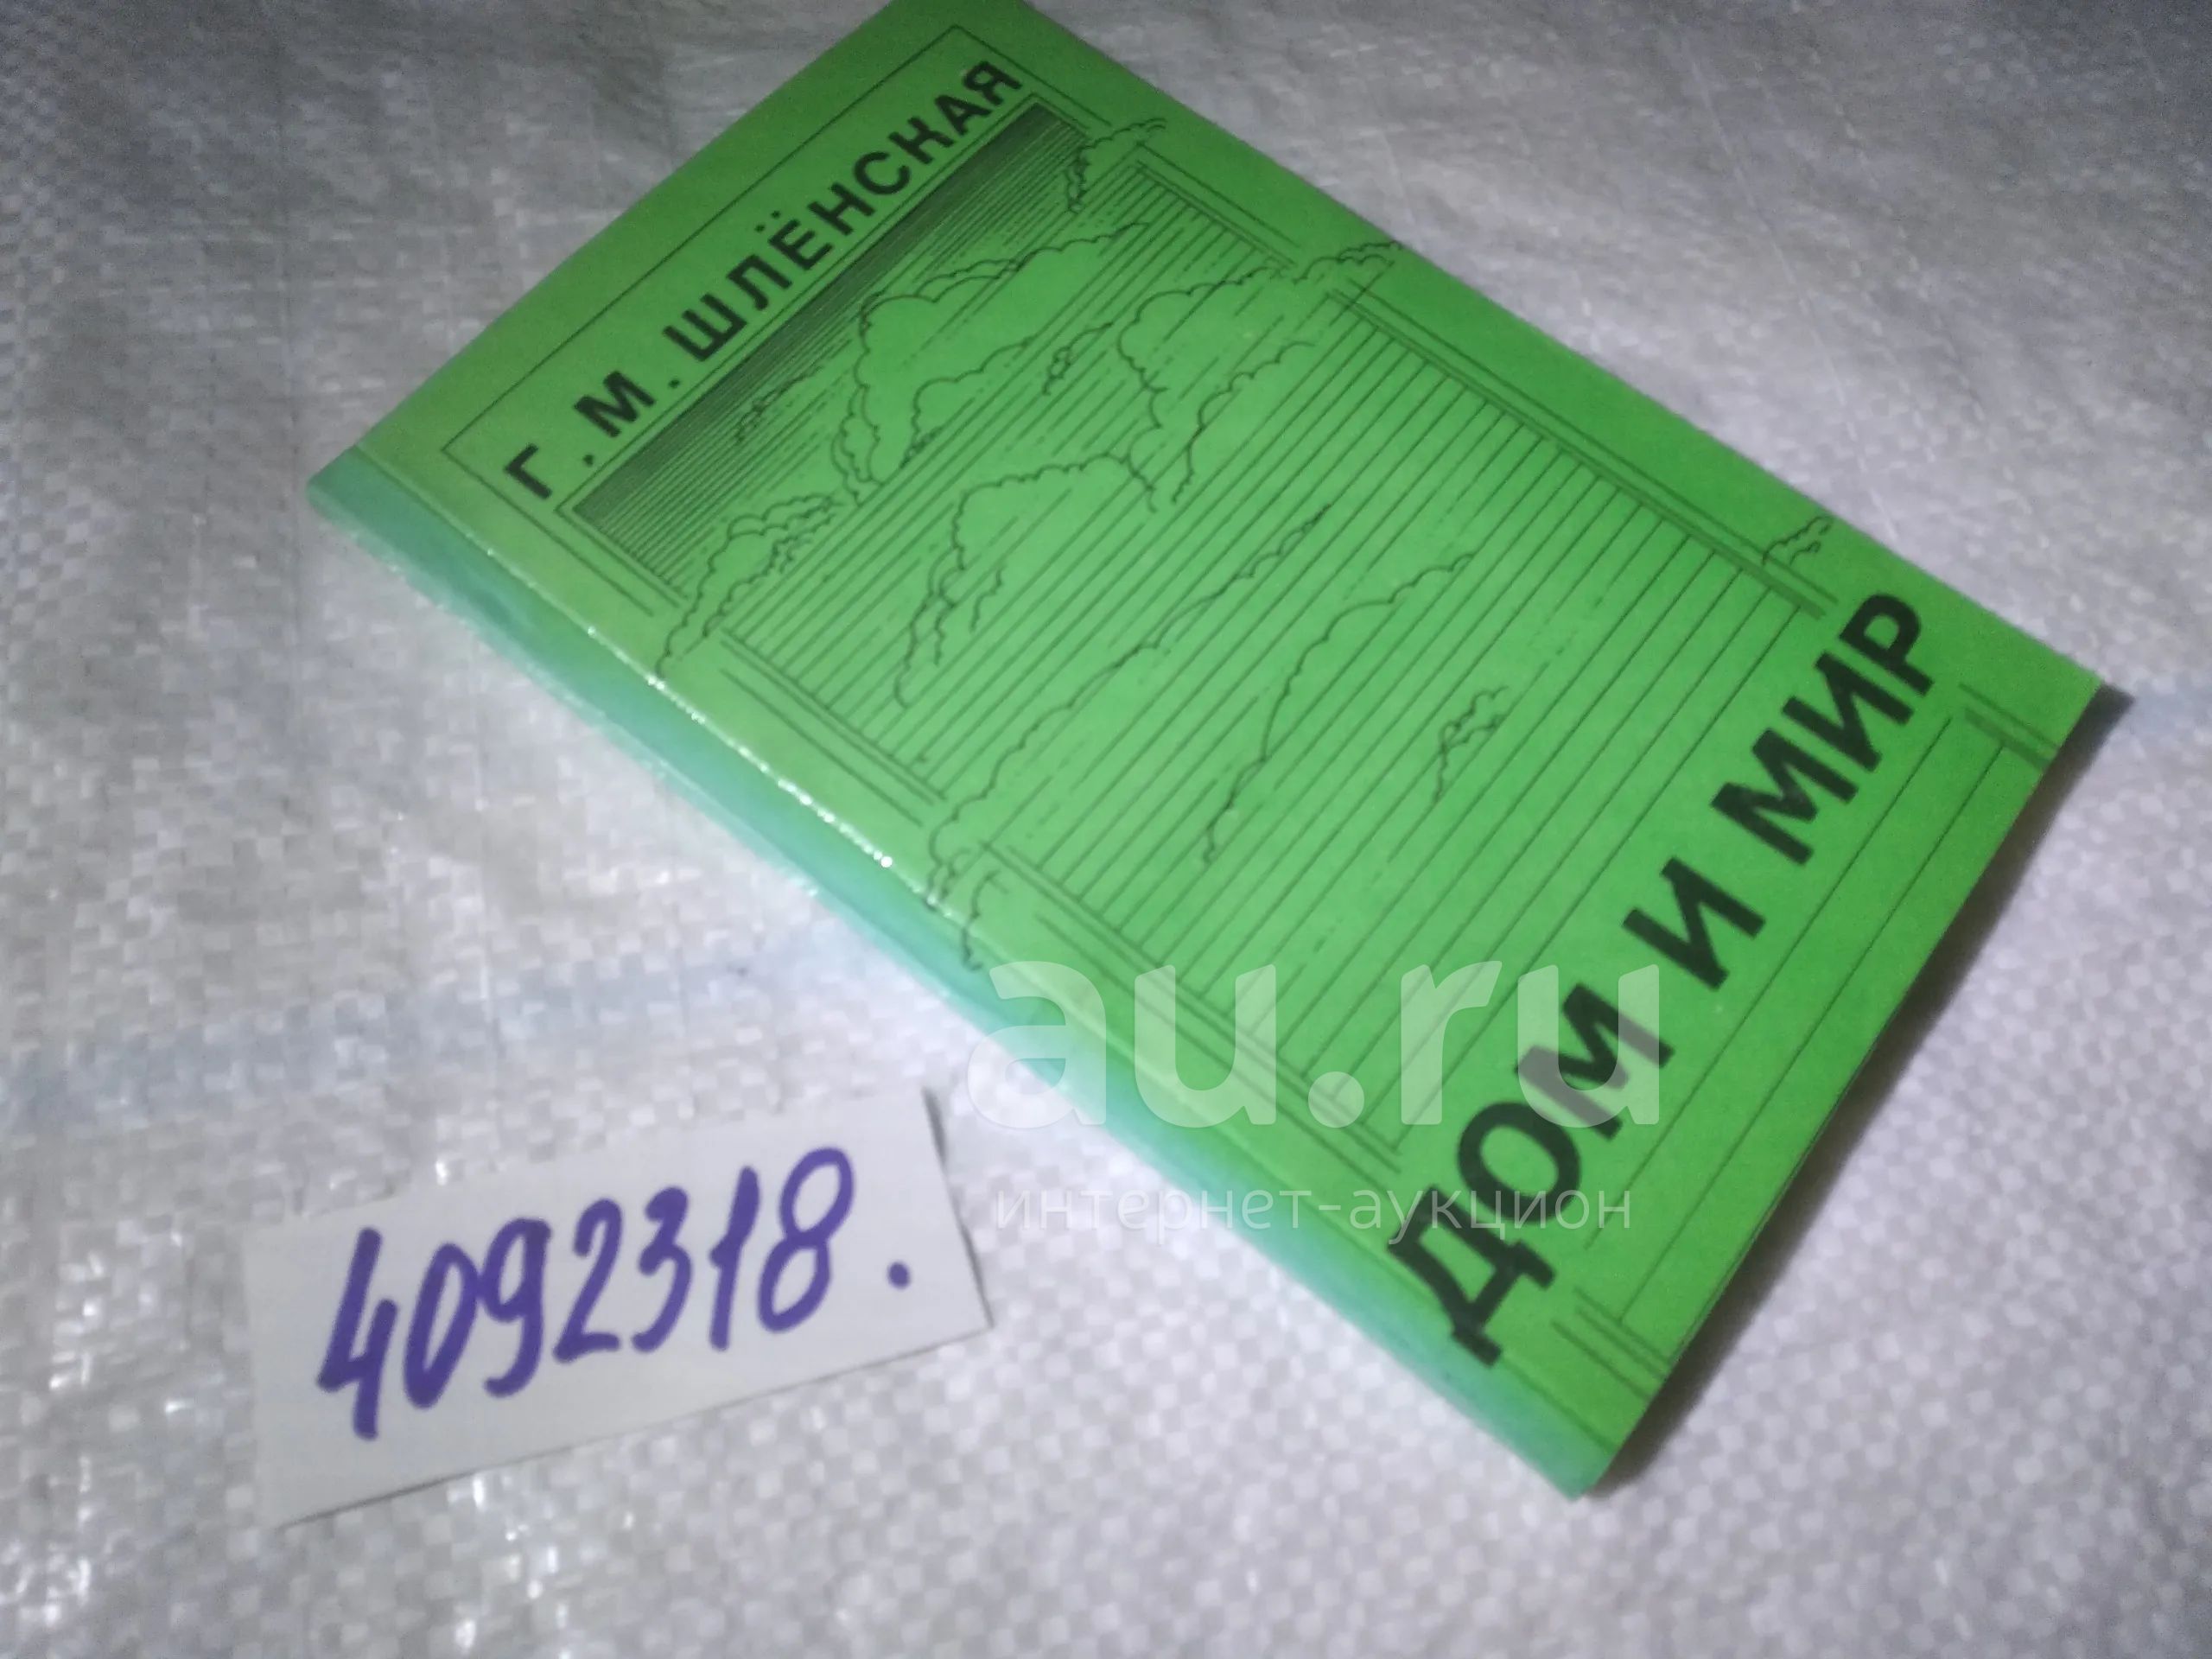 Г. М. ШЛЁНСКАЯ
ДОМ И МИР
au.ru
интернет-аукцион
4092318.